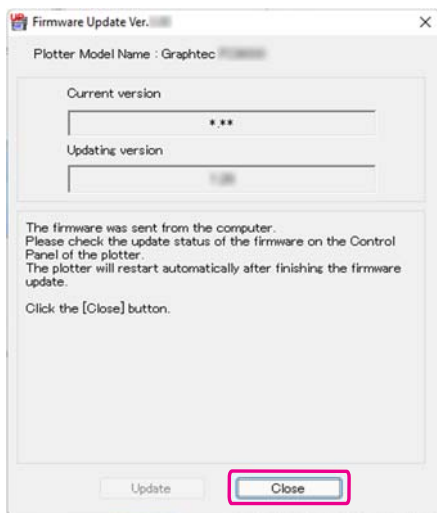 Firmware Update Ver.
Plotter Model Name : Graphtec
Current version
*.**
Updating version
The firmware was sent from the computer.
Please check the update status of the firmware on the Control
Panel of the plotter.
The plotter will restart automatically after finishing the firmware
update.
Click the [Close] button.
Update
Close